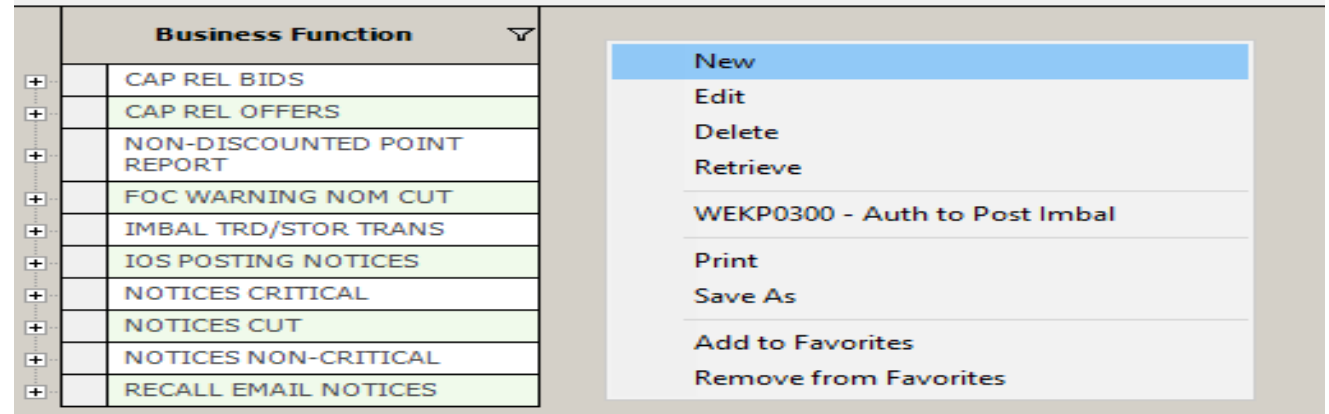 Business Function
CAP REL BIDS
CAP REL OFFERS
NON-DISCOUNTED POINT
REPORT
FOC WARNING NOM CUT
IMBAL TRD/STOR TRANS
IOS POSTING NOTICES
NOTICES CRITICAL
NOTICES CUT
NOTICES NON-CRITICAL
RECALL EMAIL NOTICES
New
Edit
Delete
Retrieve
WEKP0300 - Auth to Post Imbal
Print
Save As
Add to Favorites
Remove from Favorites